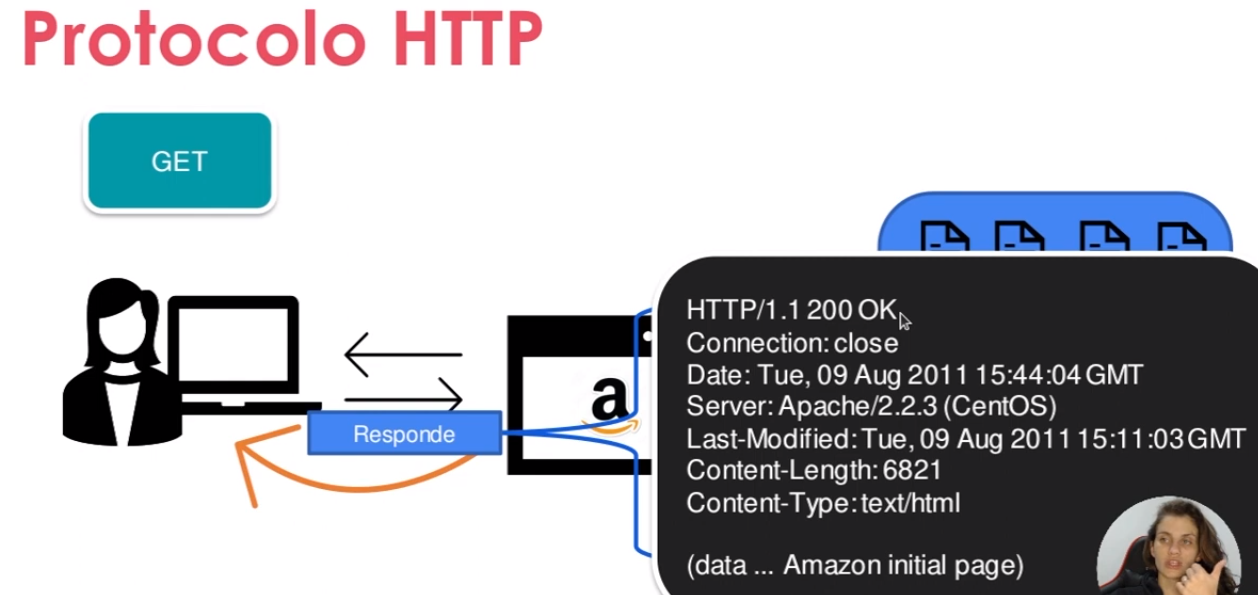 Protocolo HTTP
GET
a
Responde
HTTP/1.1 200 OK
Connection: close
Date: Tue, 09 Aug 2011 15:44:04 GMT
Server: Apache/2.2.3 (CentOS)
Last-Modified: Tue, 09 Aug 2011 15:11:03 GMT
Content-Length: 6821
Content-Type: text/html
(data ... Amazon initial page)